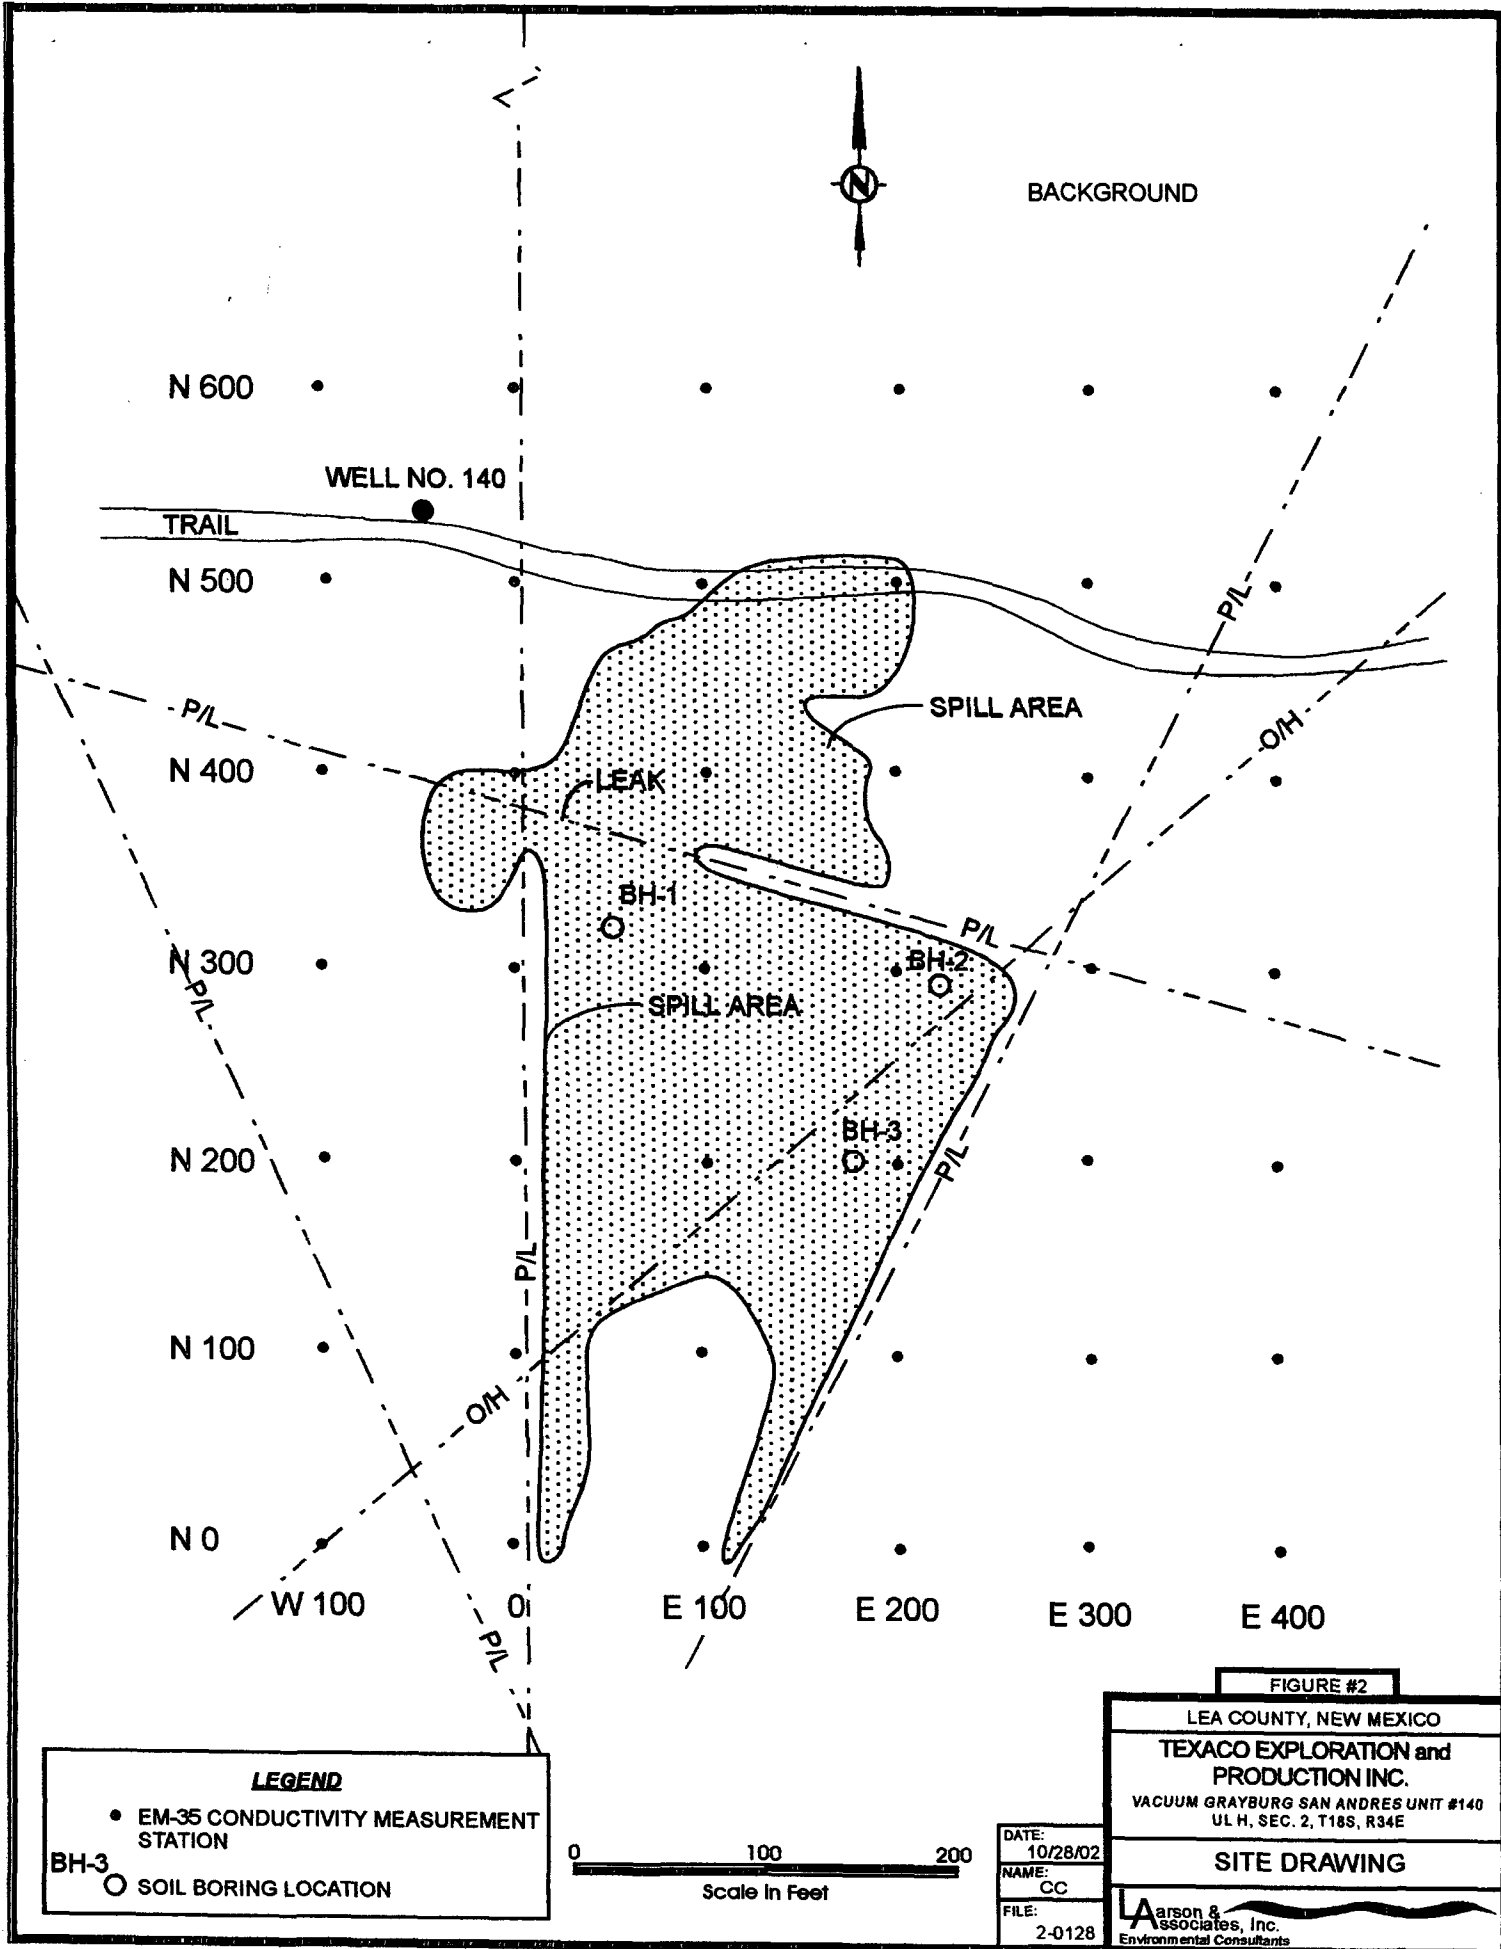 N
BACKGROUND
N 600
WELL NO. 140
TRAIL
N 500
P/L
P/L
SPILL AREA
O/H
N 400
LEAK
BH-1
P/L
N 300
BH-2
P/L
SPILL AREA
BH-3
N 200
P/L
P/L
N 100
O/H
N 0
W 100
0
E 100
E 200
E 300
E 400
P/L
FIGURE #2
LEA COUNTY, NEW MEXICO
TEXACO EXPLORATION and
PRODUCTION INC.
VACUUM GRAYBURG SAN ANDRES UNIT #140
UL H, SEC. 2, T18S, R34E
SITE DRAWING
DATE:
10/28/02
NAME:
CC
FILE:
2-0128
Larson &
Associates, Inc.
Environmental Consultants
LEGEND
EM-35 CONDUCTIVITY MEASUREMENT
STATION
BH-3
SOIL BORING LOCATION
0 100 200
Scale in Feet